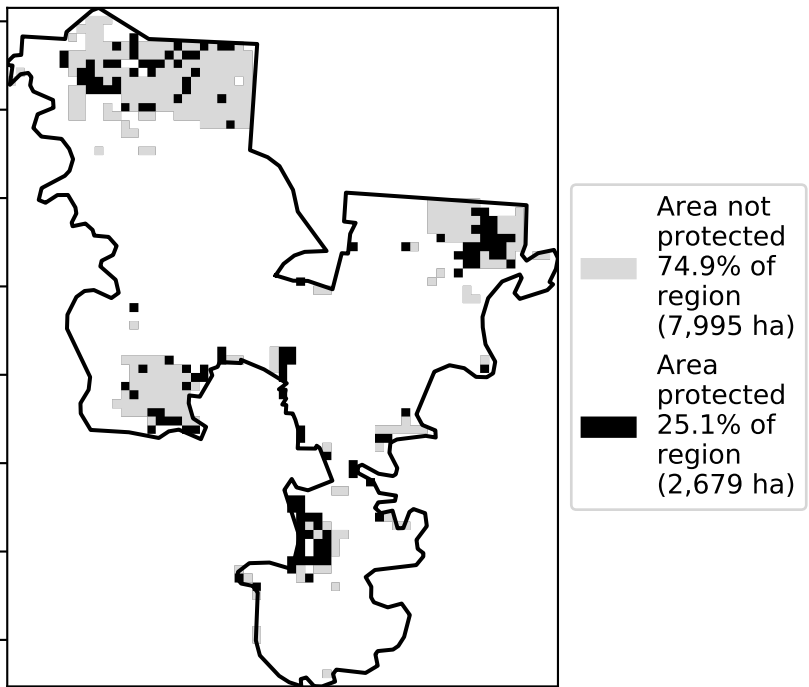 Area not
protected
74.9% of
region
(7,995 ha)
Area
protected
25.1% of
region
(2,679 ha)